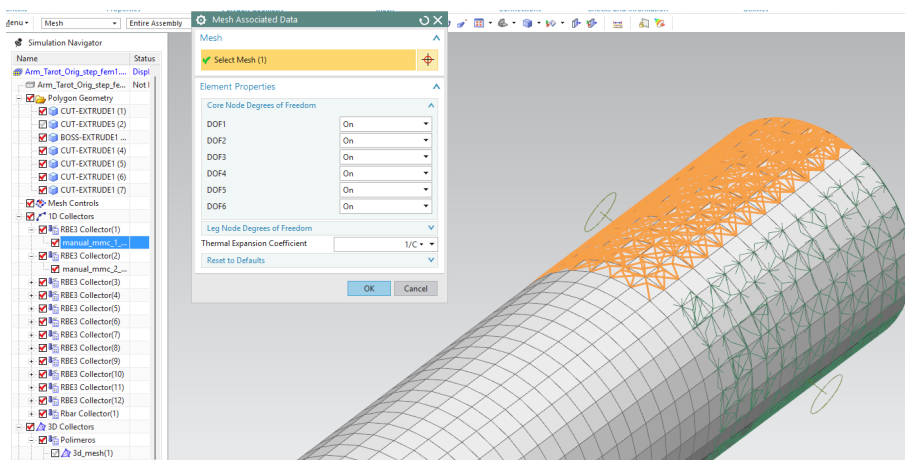 Menu
Mesh
Entire Assembly
Simulation Navigator
Name Status
Arm_Tarot_Orig_step_fem1.... Displ
Arm_Tarot_Orig_step_fe... Not l
Polygon Geometry
CUT-EXTRUDE1 (1)
CUT-EXTRUDE5 (2)
BOSS-EXTRUDE1 ...
CUT-EXTRUDE1 (4)
CUT-EXTRUDE1 (5)
CUT-EXTRUDE1 (6)
CUT-EXTRUDE1 (7)
Mesh Controls
1D Collectors
RBE3 Collector(1)
manual_mmc_1_...
RBE3 Collector(2)
manual_mmc_2_...
RBE3 Collector(3)
RBE3 Collector(4)
RBE3 Collector(5)
RBE3 Collector(6)
RBE3 Collector(7)
RBE3 Collector(8)
RBE3 Collector(9)
RBE3 Collector(10)
RBE3 Collector(11)
RBE3 Collector(12)
Rbar Collector(1)
3D Collectors
Polimeros
3d_mesh(1)
Mesh Associated Data
Mesh
Select Mesh (1)
Element Properties
Core Node Degrees of Freedom
DOF1 On
DOF2 On
DOF3 On
DOF4 On
DOF5 On
DOF6 On
Leg Node Degrees of Freedom
Thermal Expansion Coefficient 1/C
Reset to Defaults
OK Cancel